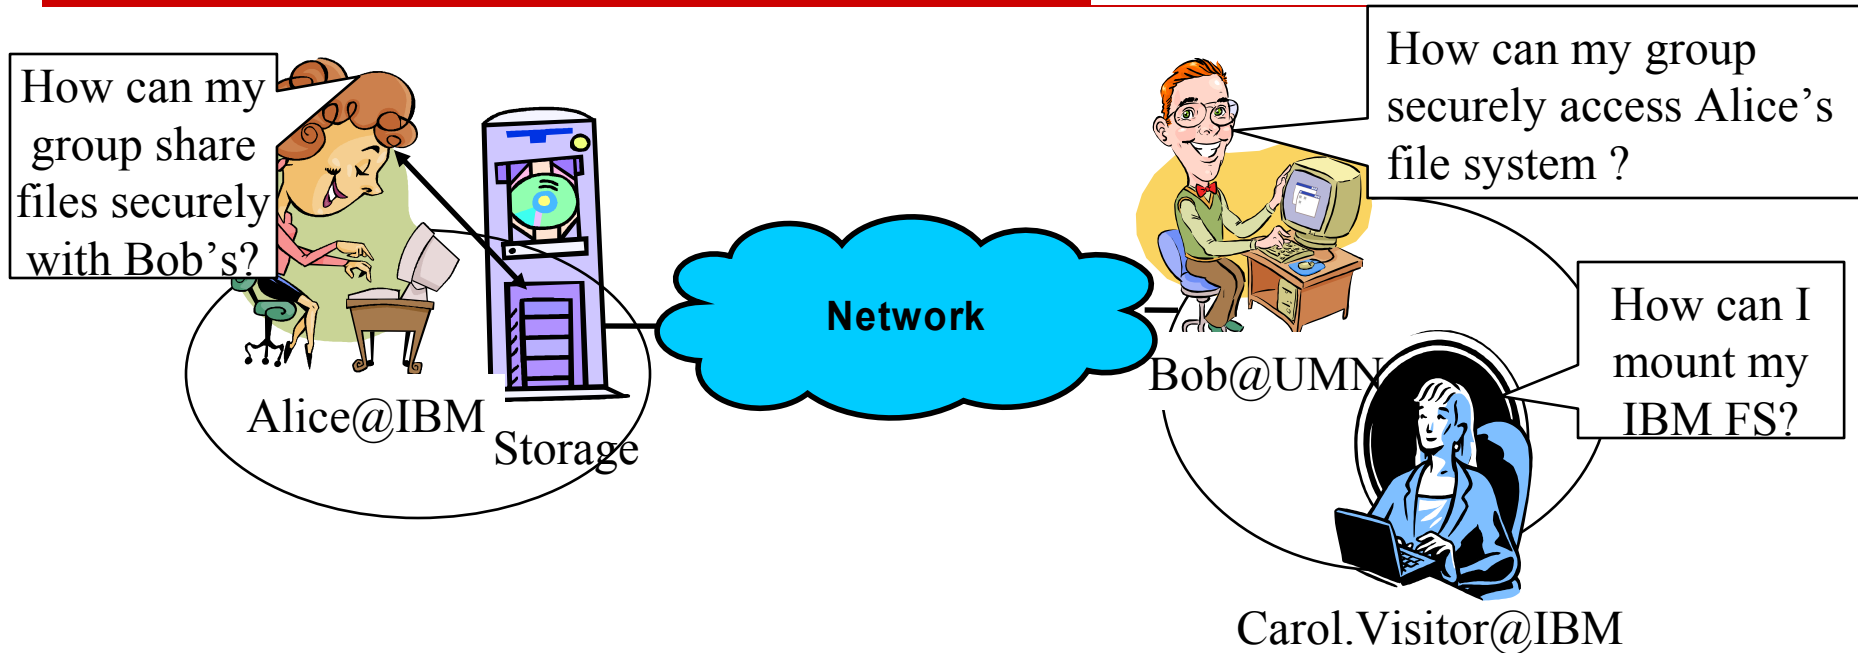 How can my
group share
files securely
with Bob’s?
Alice@IBM
Storage
Network
How can my group
securely access Alice’s
file system ?
Bob@UMN
How can I
mount my
IBM FS?
Carol.Visitor@IBM